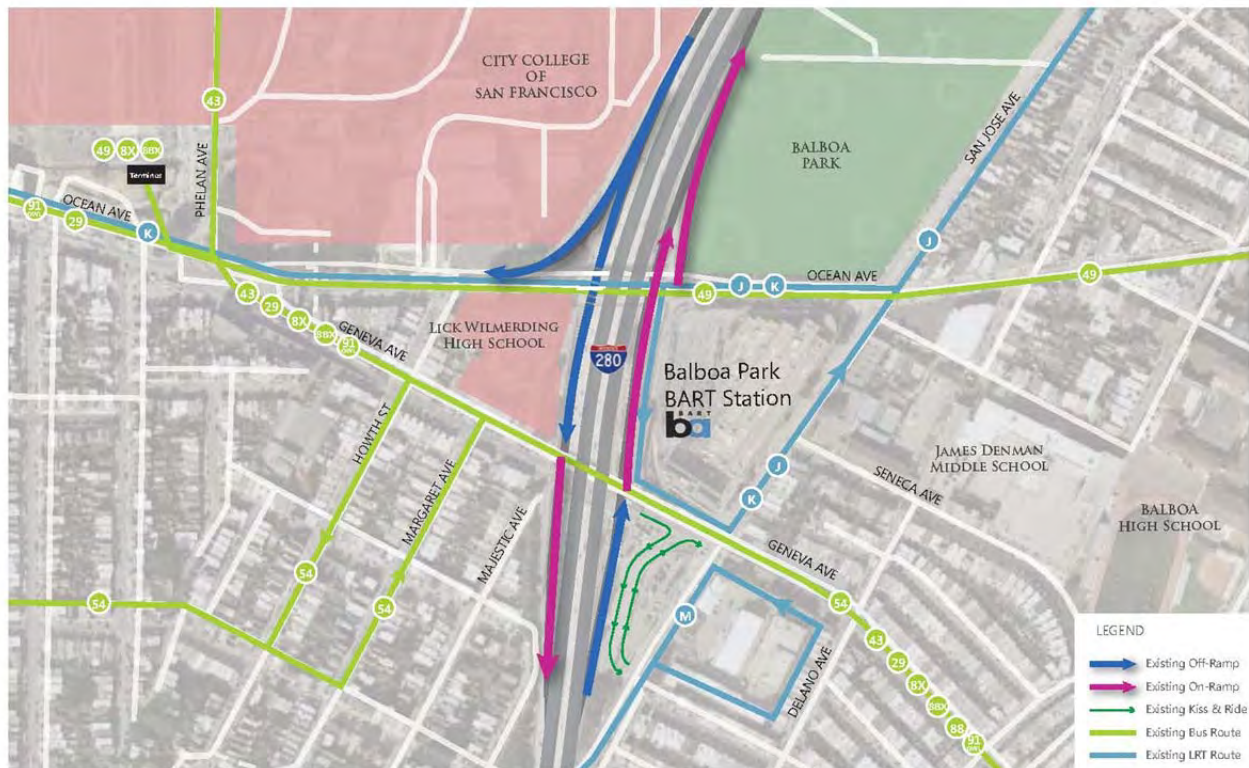 CITY COLLEGE
OF
SAN FRANCISCO
43
PHELAN AVE
49 8X 8BX
Terminus
OCEAN AVE
91
29
K
BALBOA
PARK
SAN JOSE AVE
J
OCEAN AVE
J K
49
49
43
29
8X
8BX
91
GENEVA AVE
LICK WILMERDING
HIGH SCHOOL
280
Balboa Park
BART Station
BART
ba
HOWTH ST
MARGARET AVE
MAJESTIC AVE
54
54
54
K
J
JAMES DENMAN
MIDDLE SCHOOL
SENECA AVE
BALBOA
HIGH SCHOOL
GENEVA AVE
M
DELANO AVE
54
43
29
8X
8BX
88
91
LEGEND
Existing Off-Ramp
Existing On-Ramp
Existing Kiss & Ride
Existing Bus Route
Existing LRT Route